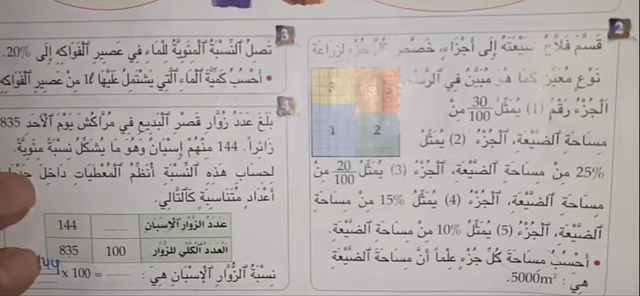 2
قسم فلاح ضيعته إلى أجزاء، خصص كل جزء لزراعة
نوع معين كما هو مبين في الرسم
الجزء رقم (1) يمثل 30/100 من
مساحة الضيعة، الجزء (2) يمثل
25% من مساحة الضيعة، الجزء (3) يمثل 20/100 من
مساحة الضيعة، الجزء (4) يمثل 15% من مساحة
الضيعة، الجزء (5) يمثل 10% من مساحة الضيعة.
• أحسب مساحة كل جزء علما أن مساحة الضيعة
هي : 5000m².
3
1
2
3
تصل النسبة المئوية للماء في عصير الفواكه إلى 20%.
• أحسب كمية الماء التي يشتمل عليها 1l من عصير الفواكه
4
بلغ عدد زوار قصر البديع في مراكش يوم الأحد 835
زائرا. 144 منهم إسبان وهو ما يشكل نسبة مئوية.
لحساب هذه النسبة أنظم المعطيات داخل
أعداد متناسبة كالتالي.
عدد الزوار الإسبان ...... 144
العدد الكلي للزوار 100 835
نسبة الزوار الإسبان هي : ...... = x 100